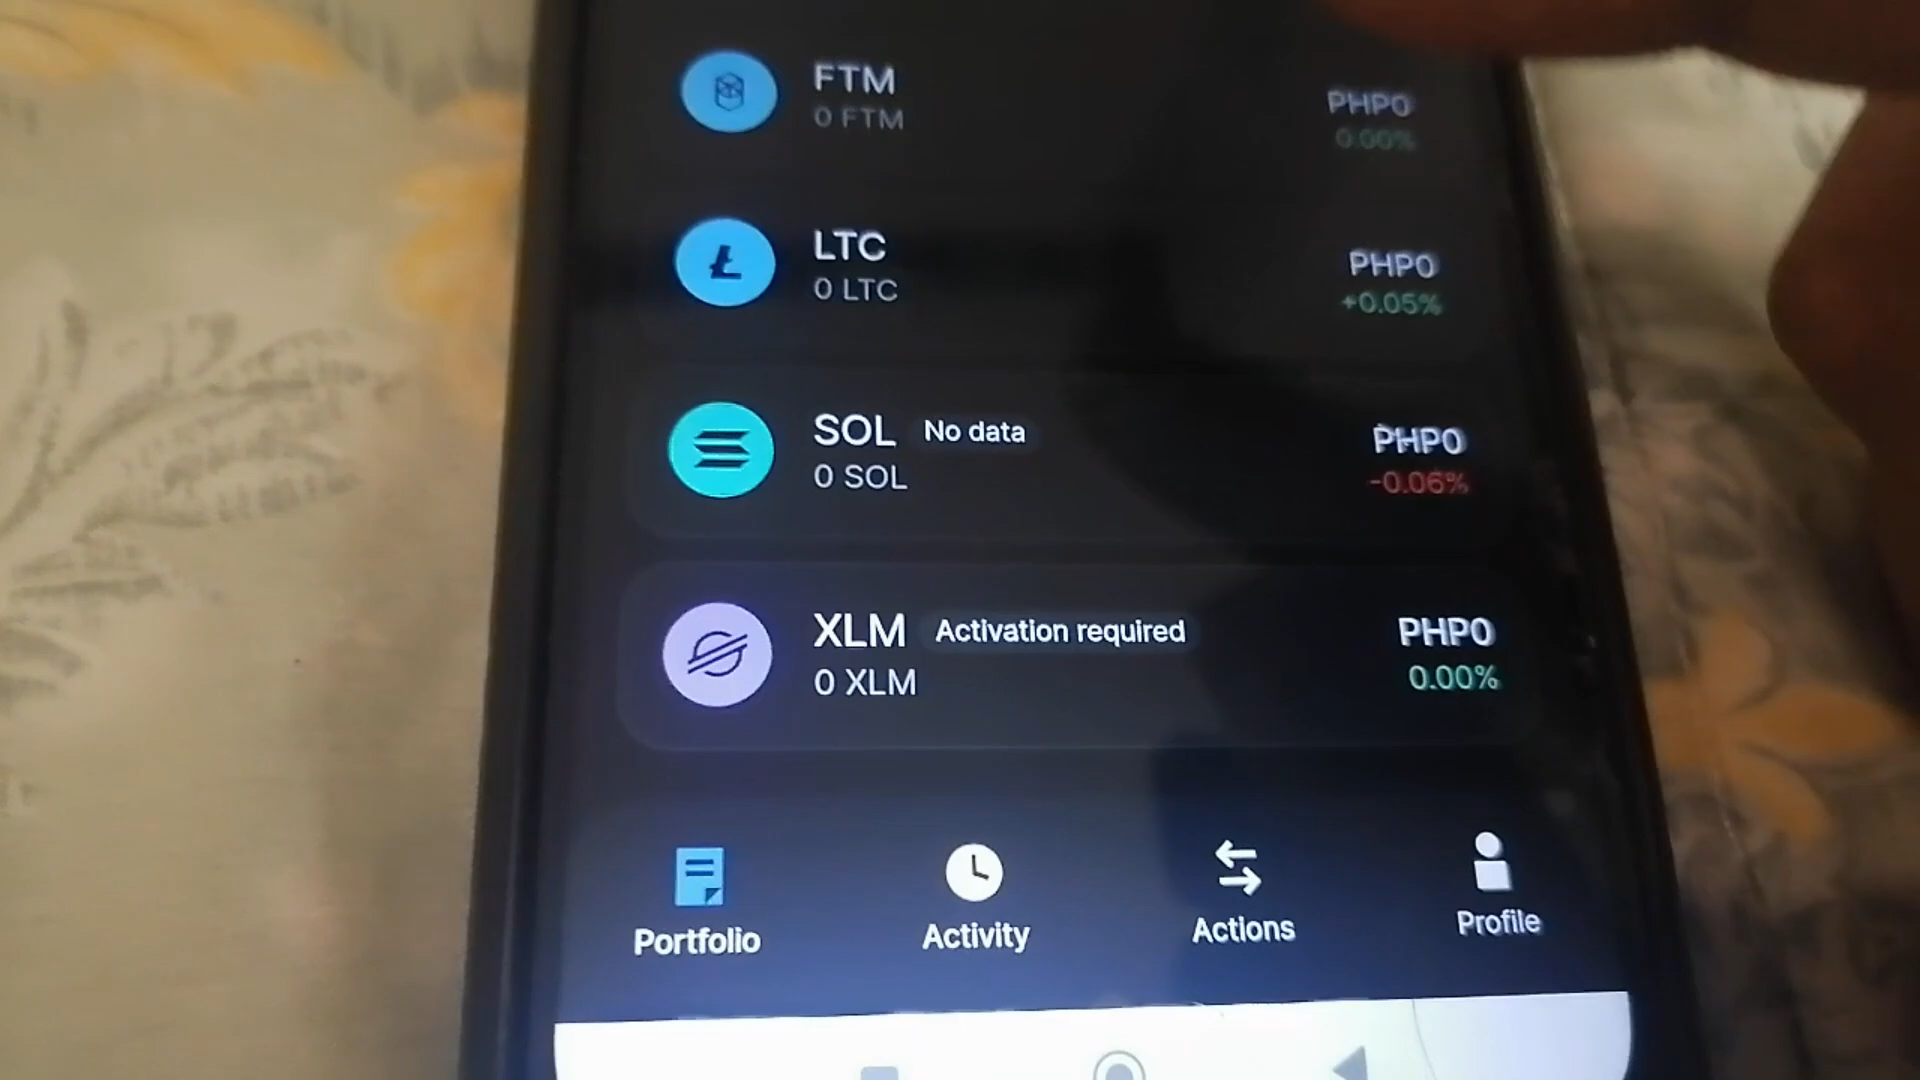 FTM
0 FTM
PHP0
0.00%
LTC
0 LTC
PHP0
+0.05%
SOL No data
0 SOL
PHP0
-0.06%
XLM Activation required
0 XLM
PHP0
0.00%
Portfolio
Activity
Actions
Profile